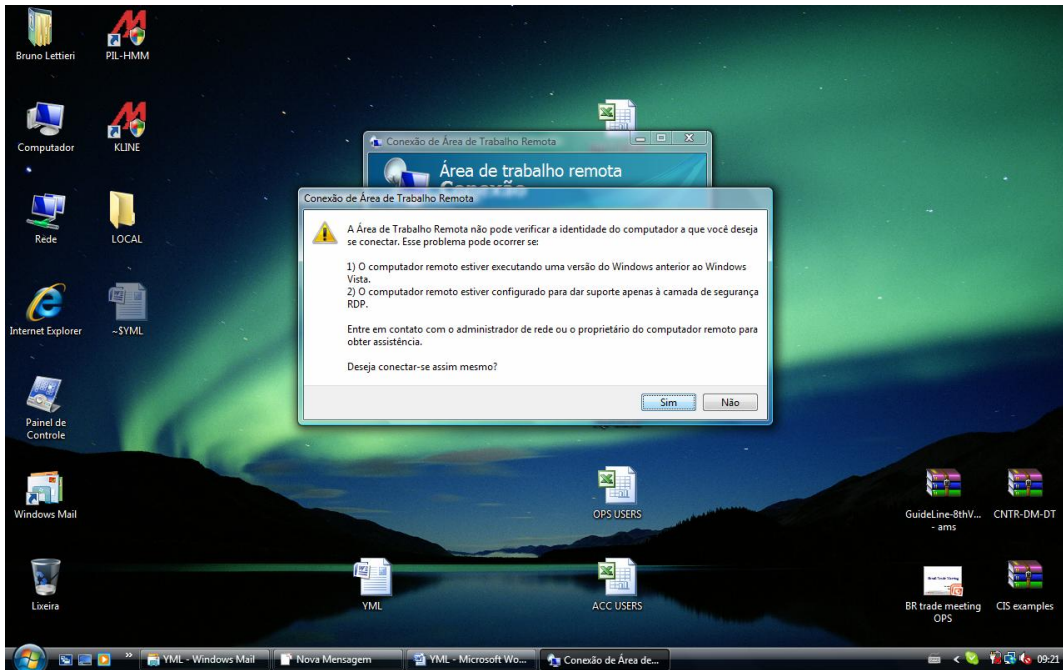 Bruno Lettieri
PIL-HMM
Computador
KLINE
Rede
LOCAL
Internet Explorer
~$YML
Painel de
Controle
Windows Mail
Lixeira
Conexão de Área de Trabalho Remota
Área de trabalho remota
Conexão
Conexão de Área de Trabalho Remota
A Área de Trabalho Remota não pode verificar a identidade do computador a que você deseja
se conectar. Esse problema pode ocorrer se:
1) O computador remoto estiver executando uma versão do Windows anterior ao Windows
Vista.
2) O computador remoto estiver configurado para dar suporte apenas à camada de segurança
RDP.
Entre em contato com o administrador de rede ou o proprietário do computador remoto para
obter assistência.
Deseja conectar-se assim mesmo?
Sim
Não
OPS USERS
YML
ACC USERS
GuideLine-8thV...
- ams
CNTR-DM-DT
BR trade meeting
OPS
CIS examples
YML - Windows Mail
Nova Mensagem
YML - Microsoft Wo...
Conexão de Área de...
09:21